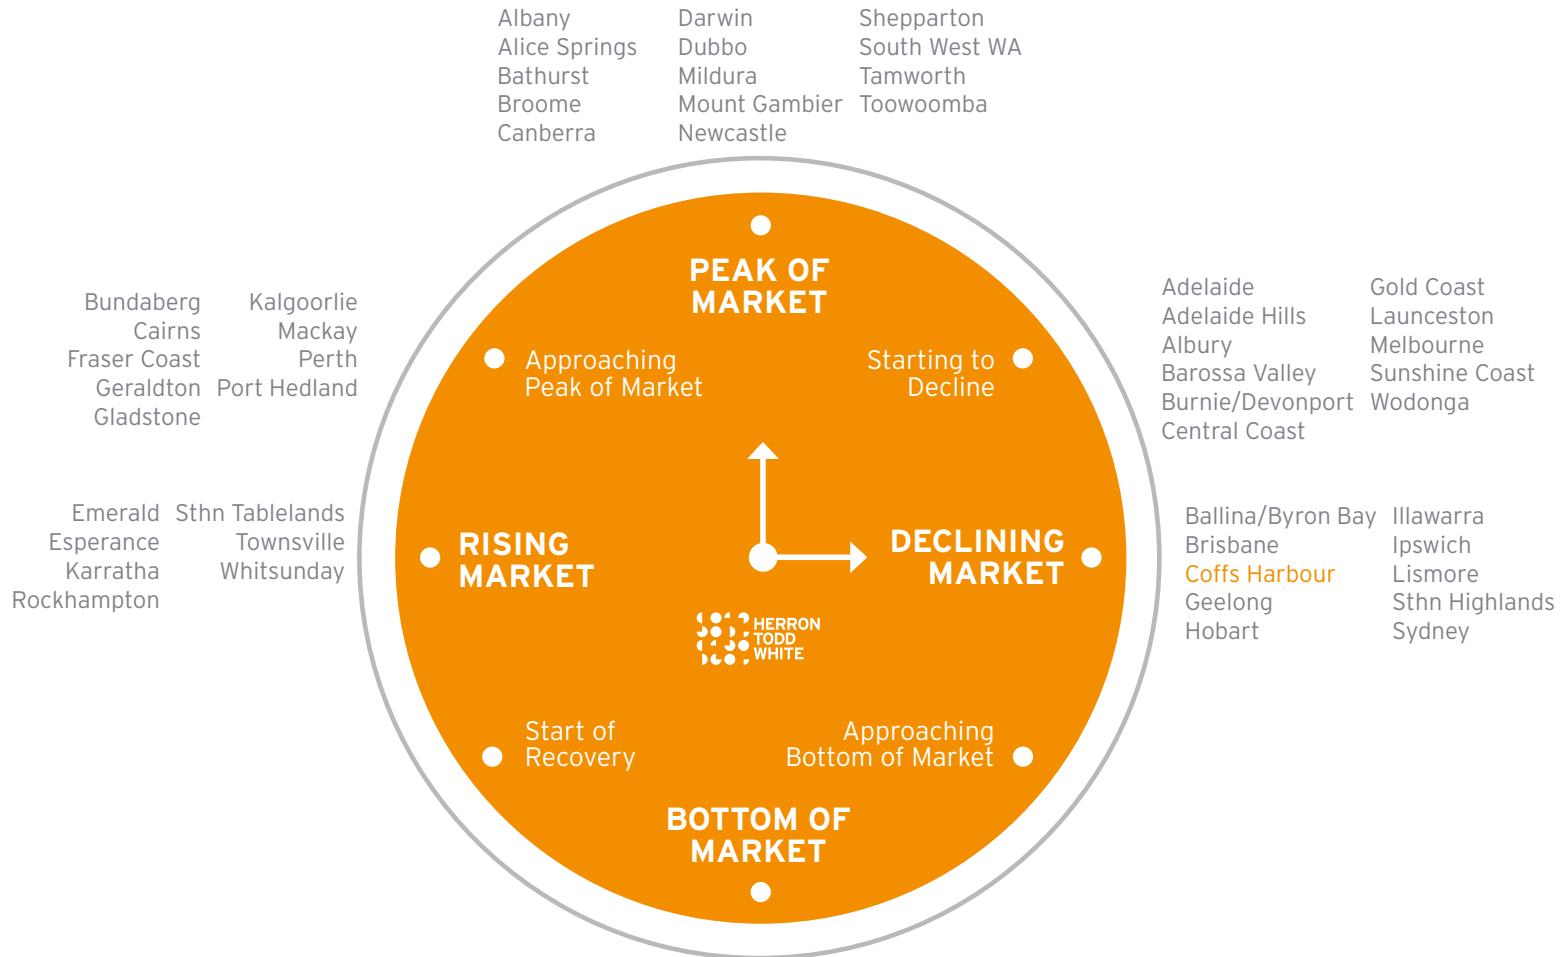 Albany Darwin Shepparton
Alice Springs Dubbo South West WA
Bathurst Mildura Tamworth
Broome Mount Gambier Toowoomba
Canberra Newcastle
PEAK OF
MARKET
Bundaberg Kalgoorlie
Cairns Mackay
Fraser Coast Perth
Geraldton Port Hedland
Gladstone
Approaching
Peak of Market
Starting to
Decline
Adelaide Gold Coast
Adelaide Hills Launceston
Albury Melbourne
Barossa Valley Sunshine Coast
Burnie/Devonport Wodonga
Central Coast
Emerald Sthn Tablelands
Esperance Townsville
Karratha Whitsunday
Rockhampton
RISING
MARKET
DECLINING
MARKET
Ballina/Byron Bay Illawarra
Brisbane Ipswich
Coffs Harbour Lismore
Geelong Sthn Highlands
Hobart Sydney
HERRON
TODD
WHITE
Start of
Recovery
Approaching
Bottom of Market
BOTTOM OF
MARKET